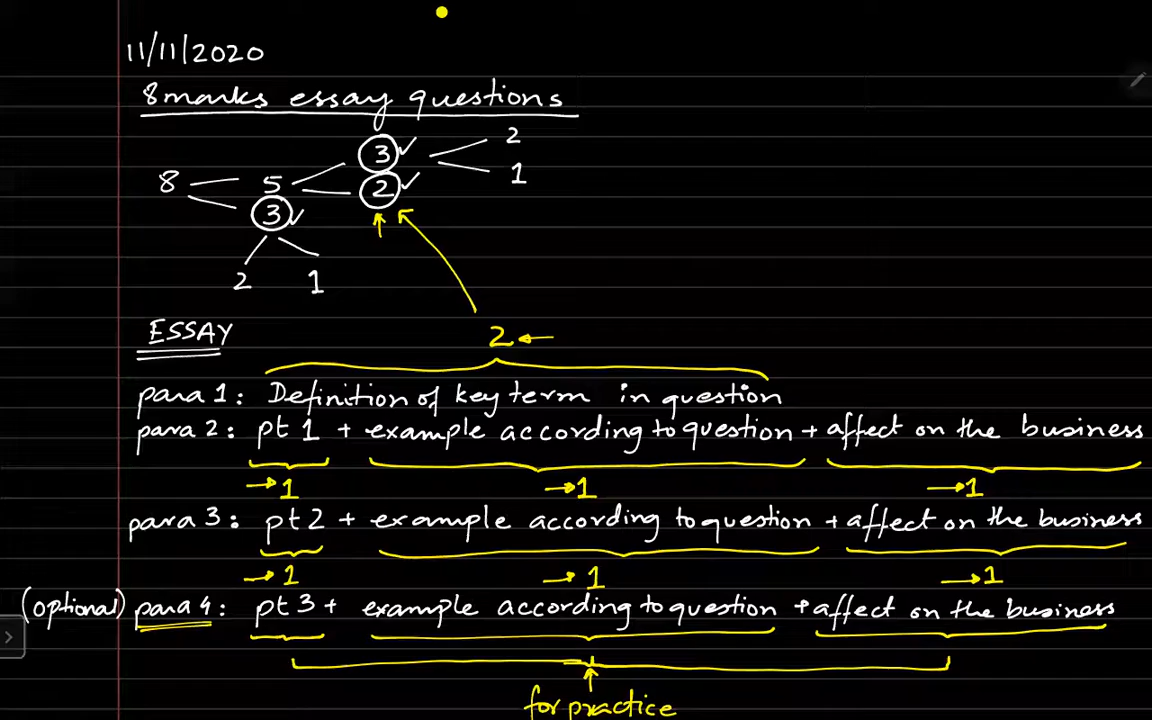 11/11/2020
8 marks essay questions
3 2
8 5 2 1
3
2 1
ESSAY 2
para 1: Definition of key term in question
para 2: pt 1 + example according to question + affect on the business
1 1 1
para 3: pt 2 + example according to question + affect on the business
1 1 1
(optional) para 4: pt 3 + example according to question + affect on the business
for practice